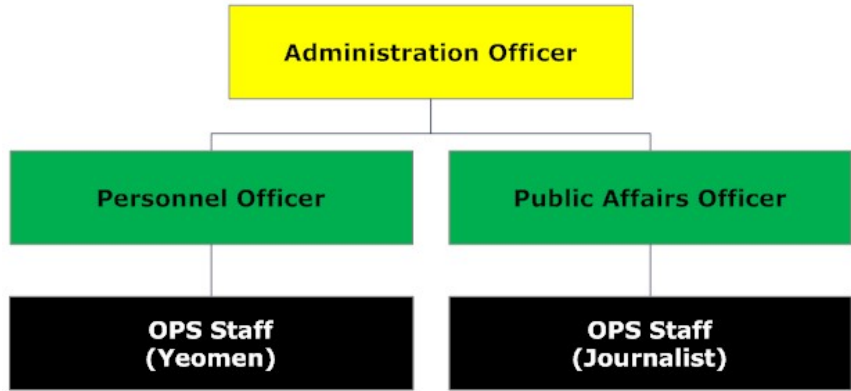 Administration Officer
Personnel Officer
Public Affairs Officer
OPS Staff
(Yeomen)
OPS Staff
(Journalist)